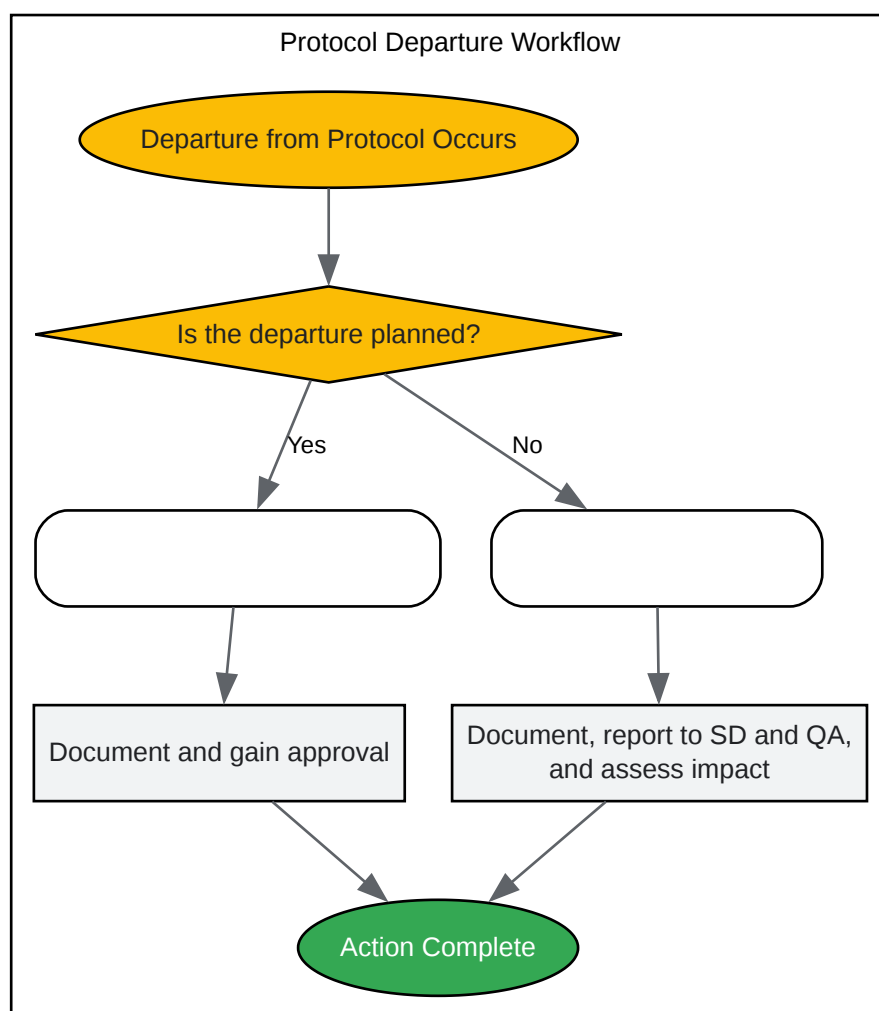 Protocol Departure Workflow
Departure from Protocol Occurs
Is the departure planned?
Yes
No
Document and gain approval
Document, report to SD and QA,
and assess impact
Action Complete